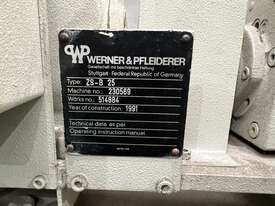 WP WERNER & PFLEIDERER
Gesellschaft mit beschränkter Haftung
Stuttgart · Federal Republic of Germany
Type: ZS-B 25
Machine no: 230569
Works no: 514884
Year of construction: 1991
Technical data as per
Operating instruction manual